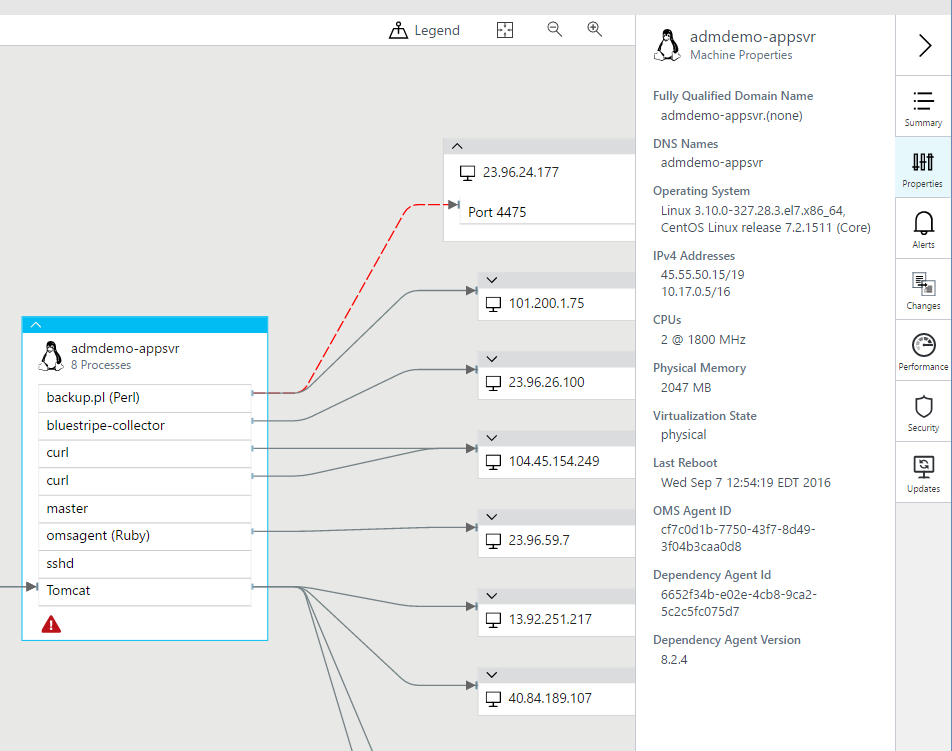 Legend
23.96.24.177
Port 4475
101.200.1.75
23.96.26.100
104.45.154.249
23.96.59.7
13.92.251.217
40.84.189.107
admdemo-appsvr
8 Processes
backup.pl (Perl)
bluestripe-collector
curl
curl
master
omsagent (Ruby)
sshd
Tomcat
admdemo-appsvr
Machine Properties
Fully Qualified Domain Name
admdemo-appsvr.(none)
DNS Names
admdemo-appsvr
Operating System
Linux 3.10.0-327.28.3.el7.x86_64,
CentOS Linux release 7.2.1511 (Core)
IPv4 Addresses
45.55.50.15/19
10.17.0.5/16
CPUs
2 @ 1800 MHz
Physical Memory
2047 MB
Virtualization State
physical
Last Reboot
Wed Sep 7 12:54:19 EDT 2016
OMS Agent ID
cf7c0d1b-7750-43f7-8d49-
3f04b3caa0d8
Dependency Agent Id
6652f34b-e02e-4cb8-9ca2-
5c2c5fc075d7
Dependency Agent Version
8.2.4
Summary
Properties
Alerts
Changes
Performance
Security
Updates